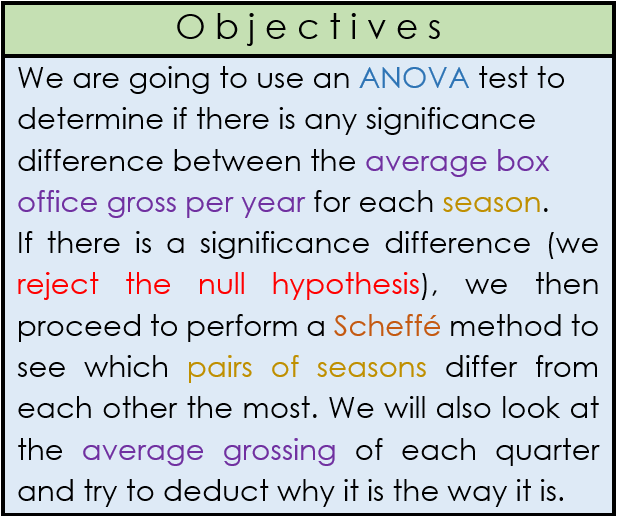 Objectives
We are going to use an ANOVA test to
determine if there is any significance
difference between the average box
office gross per year for each season.
If there is a significance difference (we
reject the null hypothesis), we then
proceed to perform a Scheffé method to
see which pairs of seasons differ from
each other the most. We will also look at
the average grossing of each quarter
and try to deduct why it is the way it is.